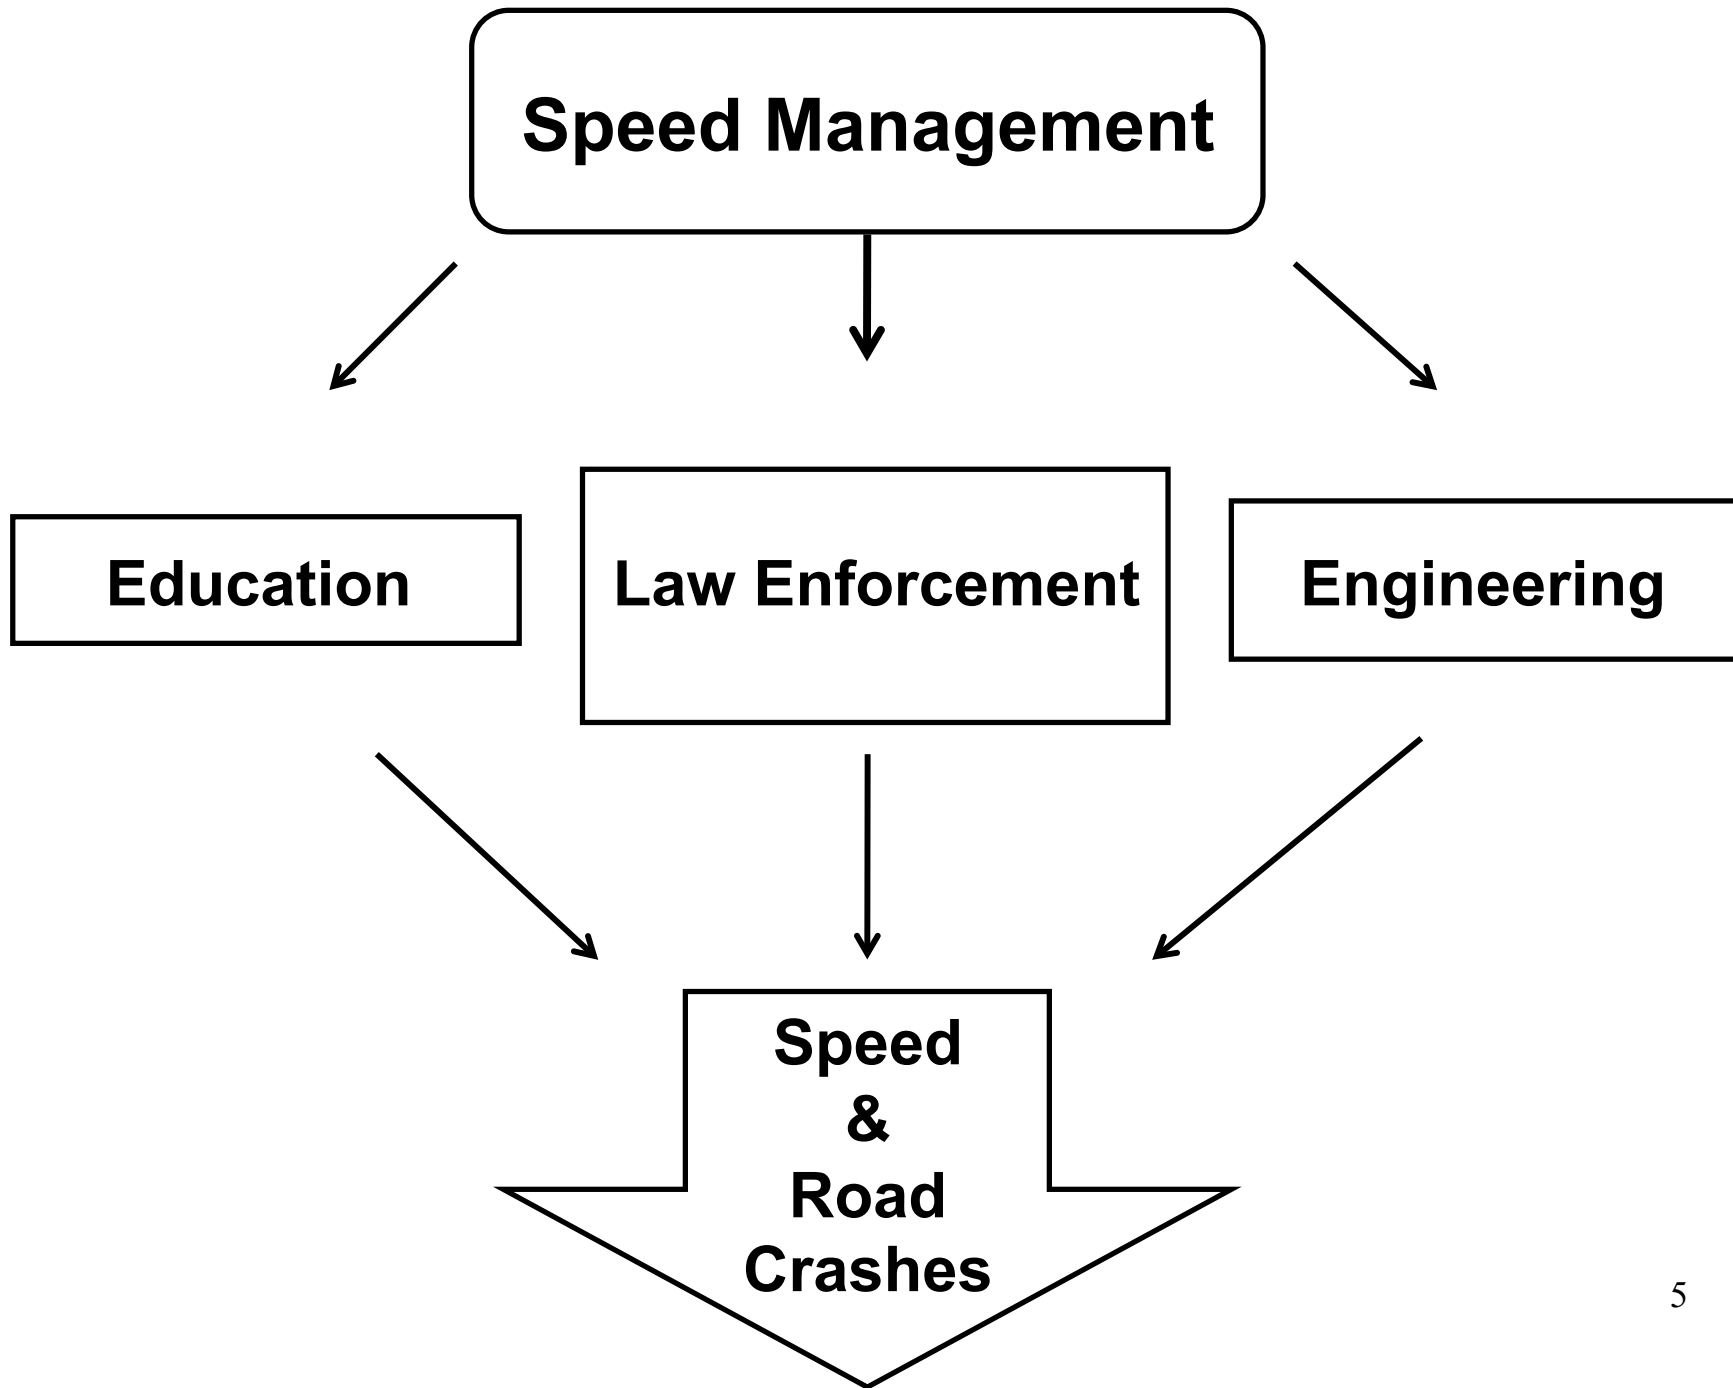 Speed Management
Education
Law Enforcement
Engineering
Speed
&
Road
Crashes
5